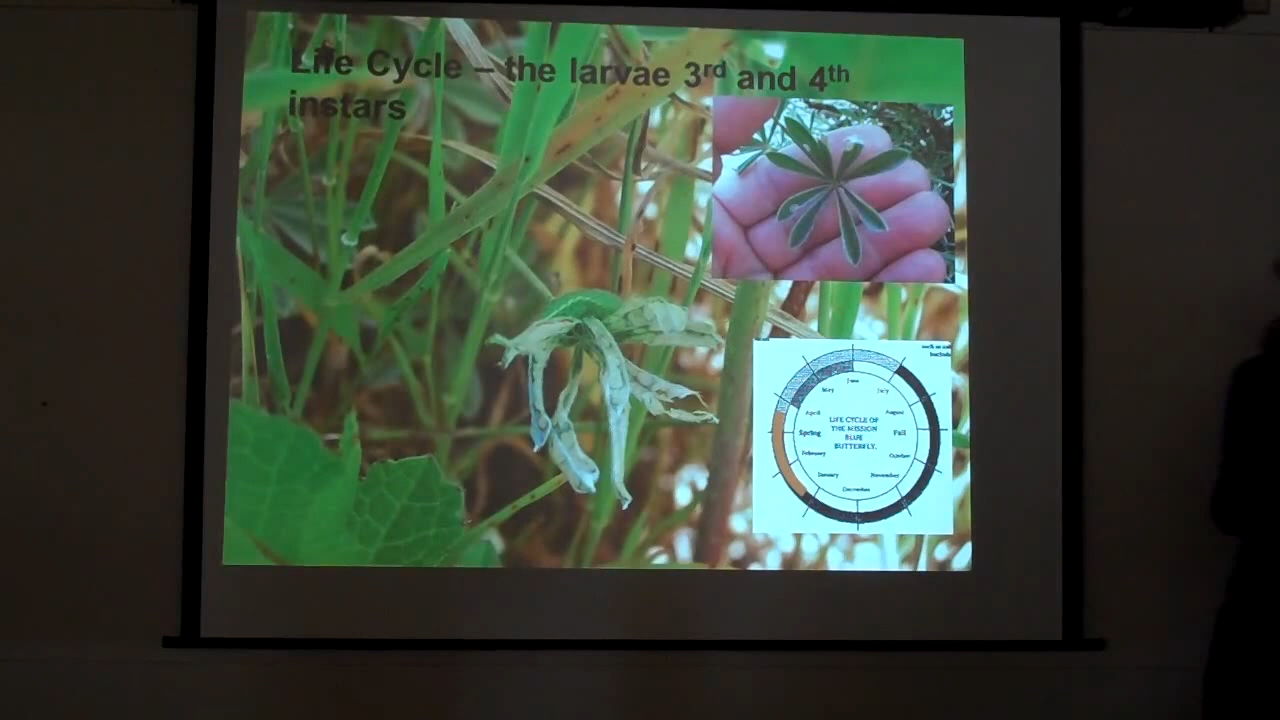 Life Cycle – the larvae 3rd and 4th
instars
June
May
July
April
August
LIFE CYCLE OF
THE MISSION
BLUE
BUTTERFLY.
Spring
Fall
February
October
January
November
December